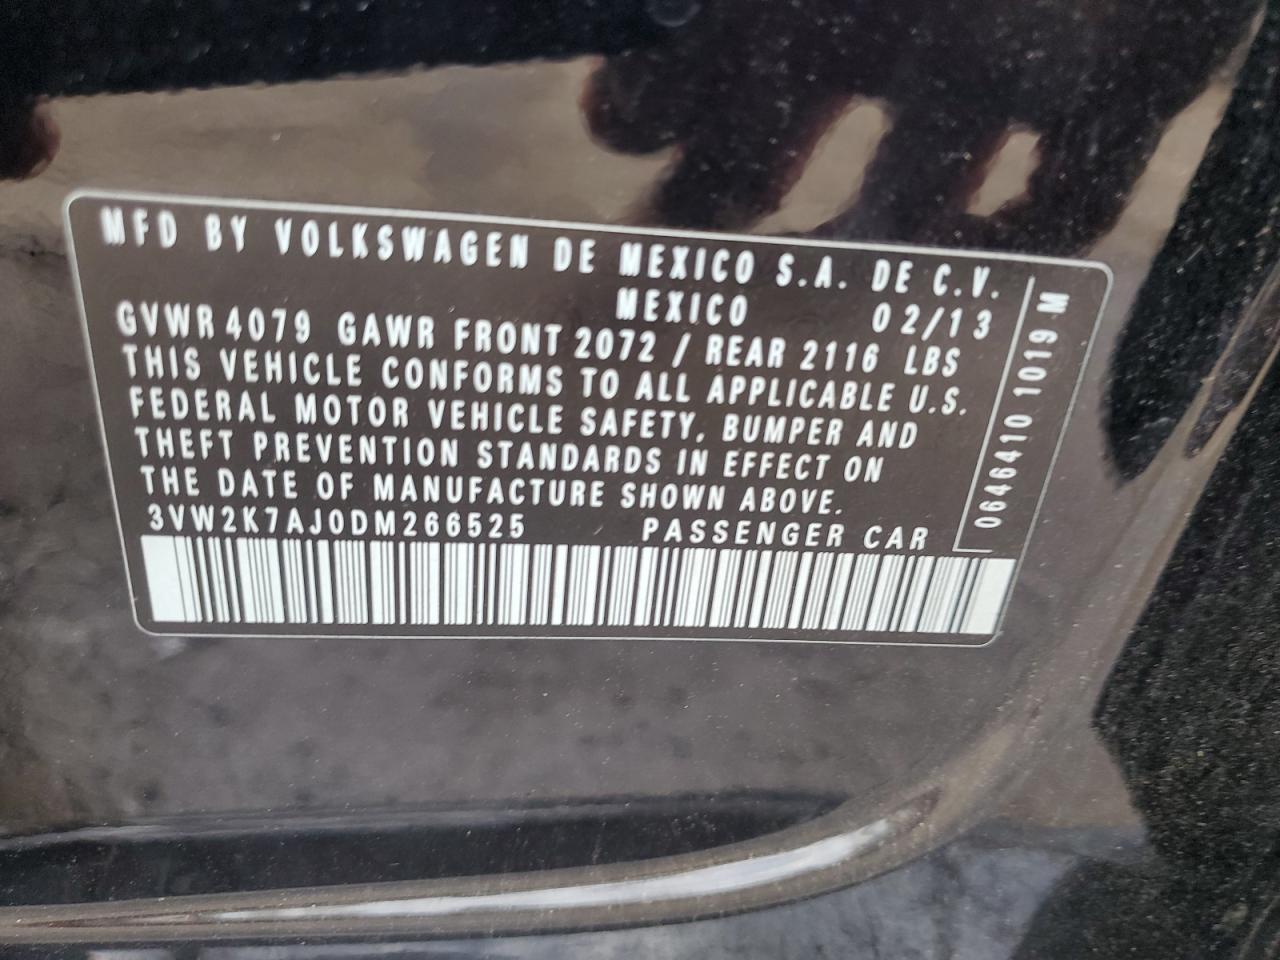 MFD BY VOLKSWAGEN DE MEXICO S.A. DE C.V.
MEXICO 02/13
GVWR 4079 GAWR FRONT 2072 / REAR 2116 LBS
THIS VEHICLE CONFORMS TO ALL APPLICABLE U.S.
FEDERAL MOTOR VEHICLE SAFETY, BUMPER AND
THEFT PREVENTION STANDARDS IN EFFECT ON
THE DATE OF MANUFACTURE SHOWN ABOVE.
3VW2K7AJ0DM266525 PASSENGER CAR
0646410 1019 M